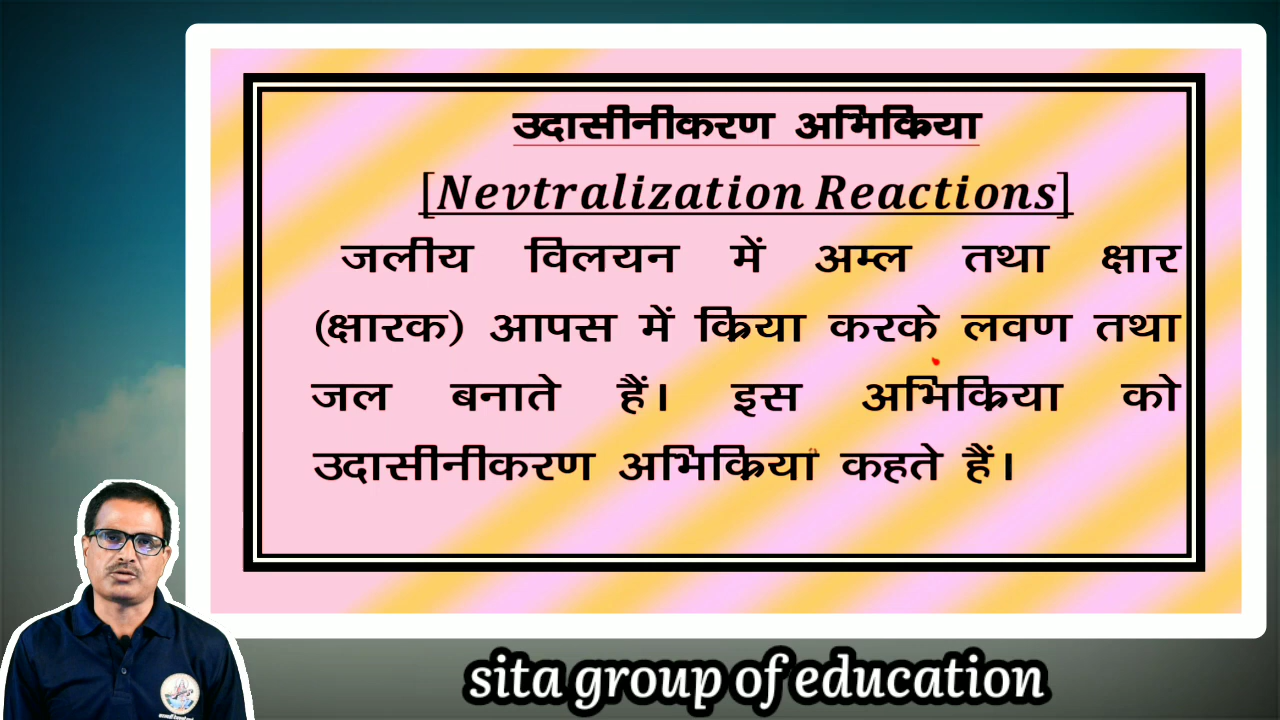 उदासीनीकरण अभिक्रिया
[Nevtralization Reactions]
जलीय विलयन में अम्ल तथा क्षार
(क्षारक) आपस में क्रिया करके लवण तथा
जल बनाते हैं। इस अभिक्रिया को
उदासीनीकरण अभिक्रिया कहते हैं।
sita group of education